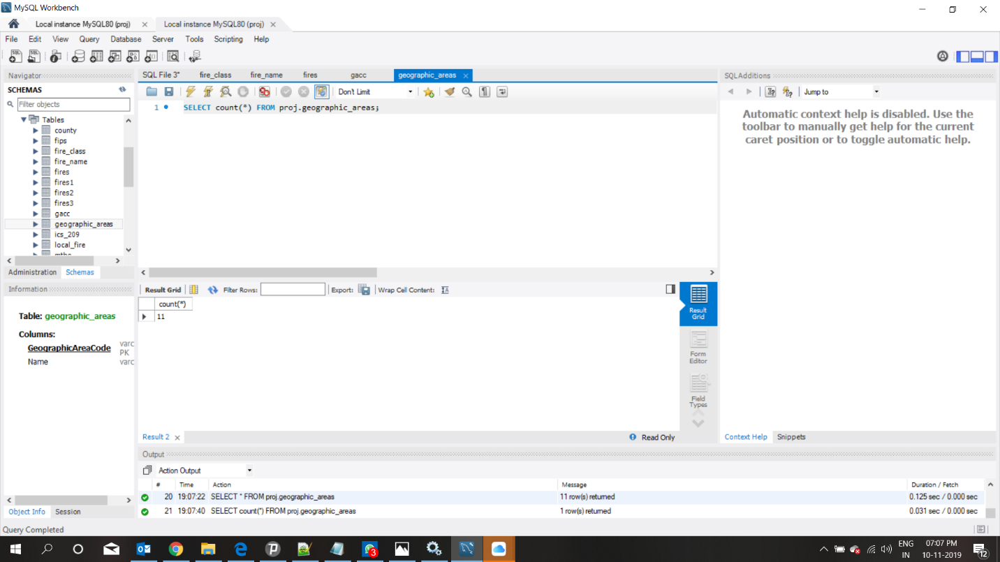 MySQL Workbench
Local instance MySQL80 (proj) × Local instance MySQL80 (proj) ×
File Edit View Query Database Server Tools Scripting Help
Navigator
SCHEMAS
Filter objects
Tables
county
fips
fire_class
fire_name
fires
fires1
fires2
fires3
gacc
geographic_areas
ics_209
local_fire
Administration Schemas
Information
Table: geographic_areas
Columns:
GeographicAreaCode varc
PK
Name varc
Object Info Session
SQL File 3* fire_class fire_name fires gacc geographic_areas ×
Don't Limit
1 SELECT count(*) FROM proj.geographic_areas;
Result Grid Filter Rows: Export: Wrap Cell Content:
count(*)
11
Result Grid
Form Editor
Field Types
Result 2 × Read Only
SQLAdditions
Jump to
Automatic context help is disabled. Use the
toolbar to manually get help for the current
caret position or to toggle automatic help.
Context Help Snippets
Output
Action Output
# Time Action Message Duration / Fetch
20 19:07:22 SELECT * FROM proj.geographic_areas 11 row(s) returned 0.125 sec / 0.000 sec
21 19:07:40 SELECT count(*) FROM proj.geographic_areas 1 row(s) returned 0.031 sec / 0.000 sec
Query Completed
3
ENG
IN
07:07 PM
10-11-2019
12